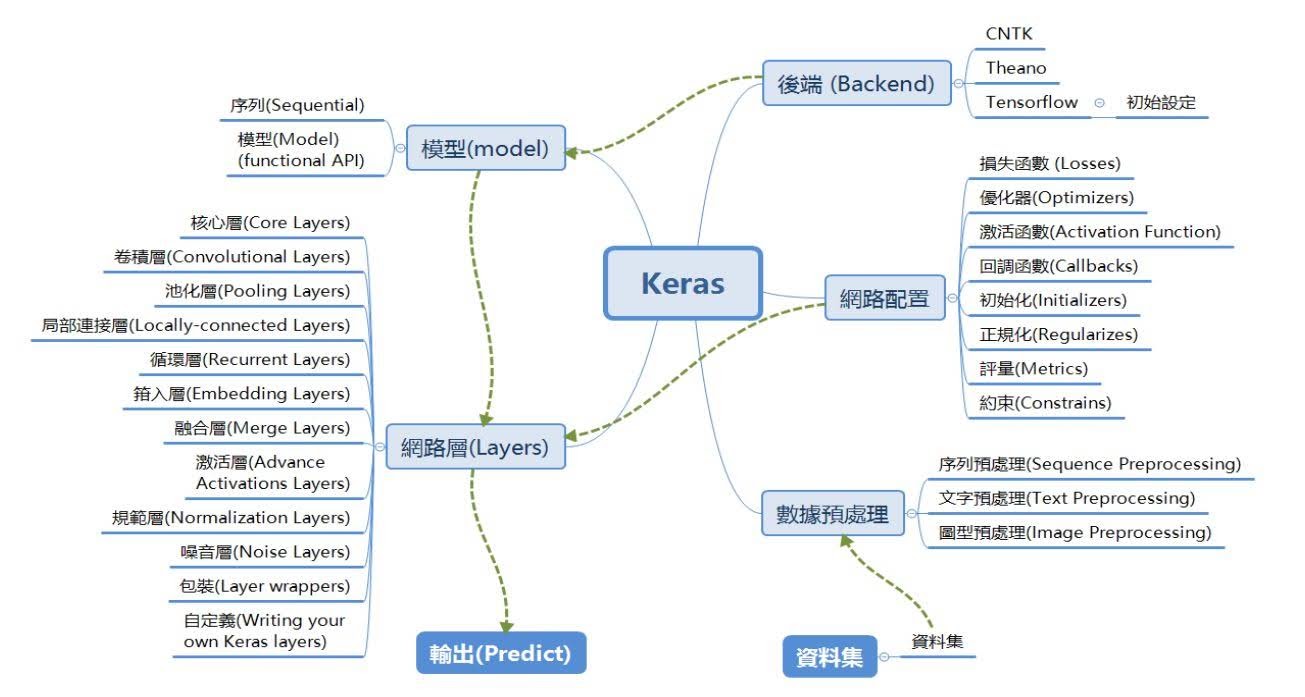 Keras
後端 (Backend)
CNTK
Theano
Tensorflow
初始設定
模型(model)
序列(Sequential)
模型(Model)
(functional API)
網路配置
損失函數 (Losses)
優化器(Optimizers)
激活函數(Activation Function)
回調函數(Callbacks)
初始化(Initializers)
正規化(Regularizes)
評量(Metrics)
約束(Constrains)
網路層(Layers)
核心層(Core Layers)
卷積層(Convolutional Layers)
池化層(Pooling Layers)
局部連接層(Locally-connected Layers)
循環層(Recurrent Layers)
箝入層(Embedding Layers)
融合層(Merge Layers)
激活層(Advance
Activations Layers)
規範層(Normalization Layers)
噪音層(Noise Layers)
包裝(Layer wrappers)
自定義(Writing your
own Keras layers)
數據預處理
序列預處理(Sequence Preprocessing)
文字預處理(Text Preprocessing)
圖型預處理(Image Preprocessing)
輸出(Predict)
資料集
資料集